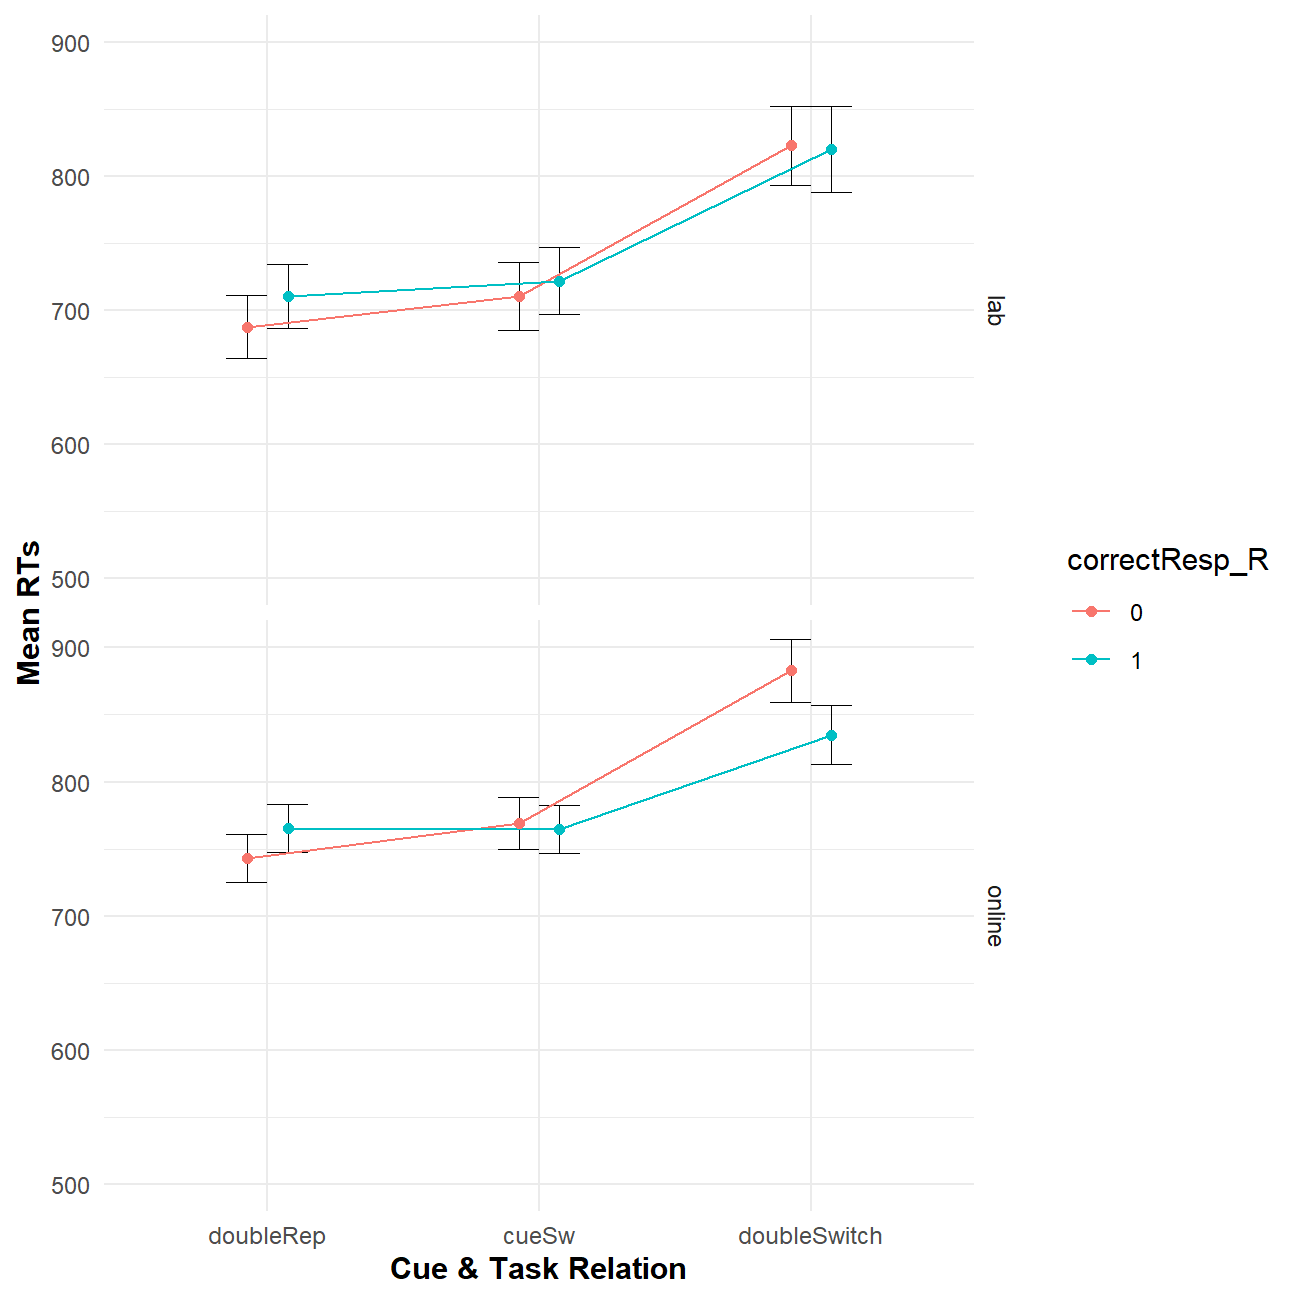 900
800
700
600
500
lab
900
800
700
600
500
online
Mean RTs
doubleRep
cueSw
doubleSwitch
Cue & Task Relation
correctResp_R
0
1